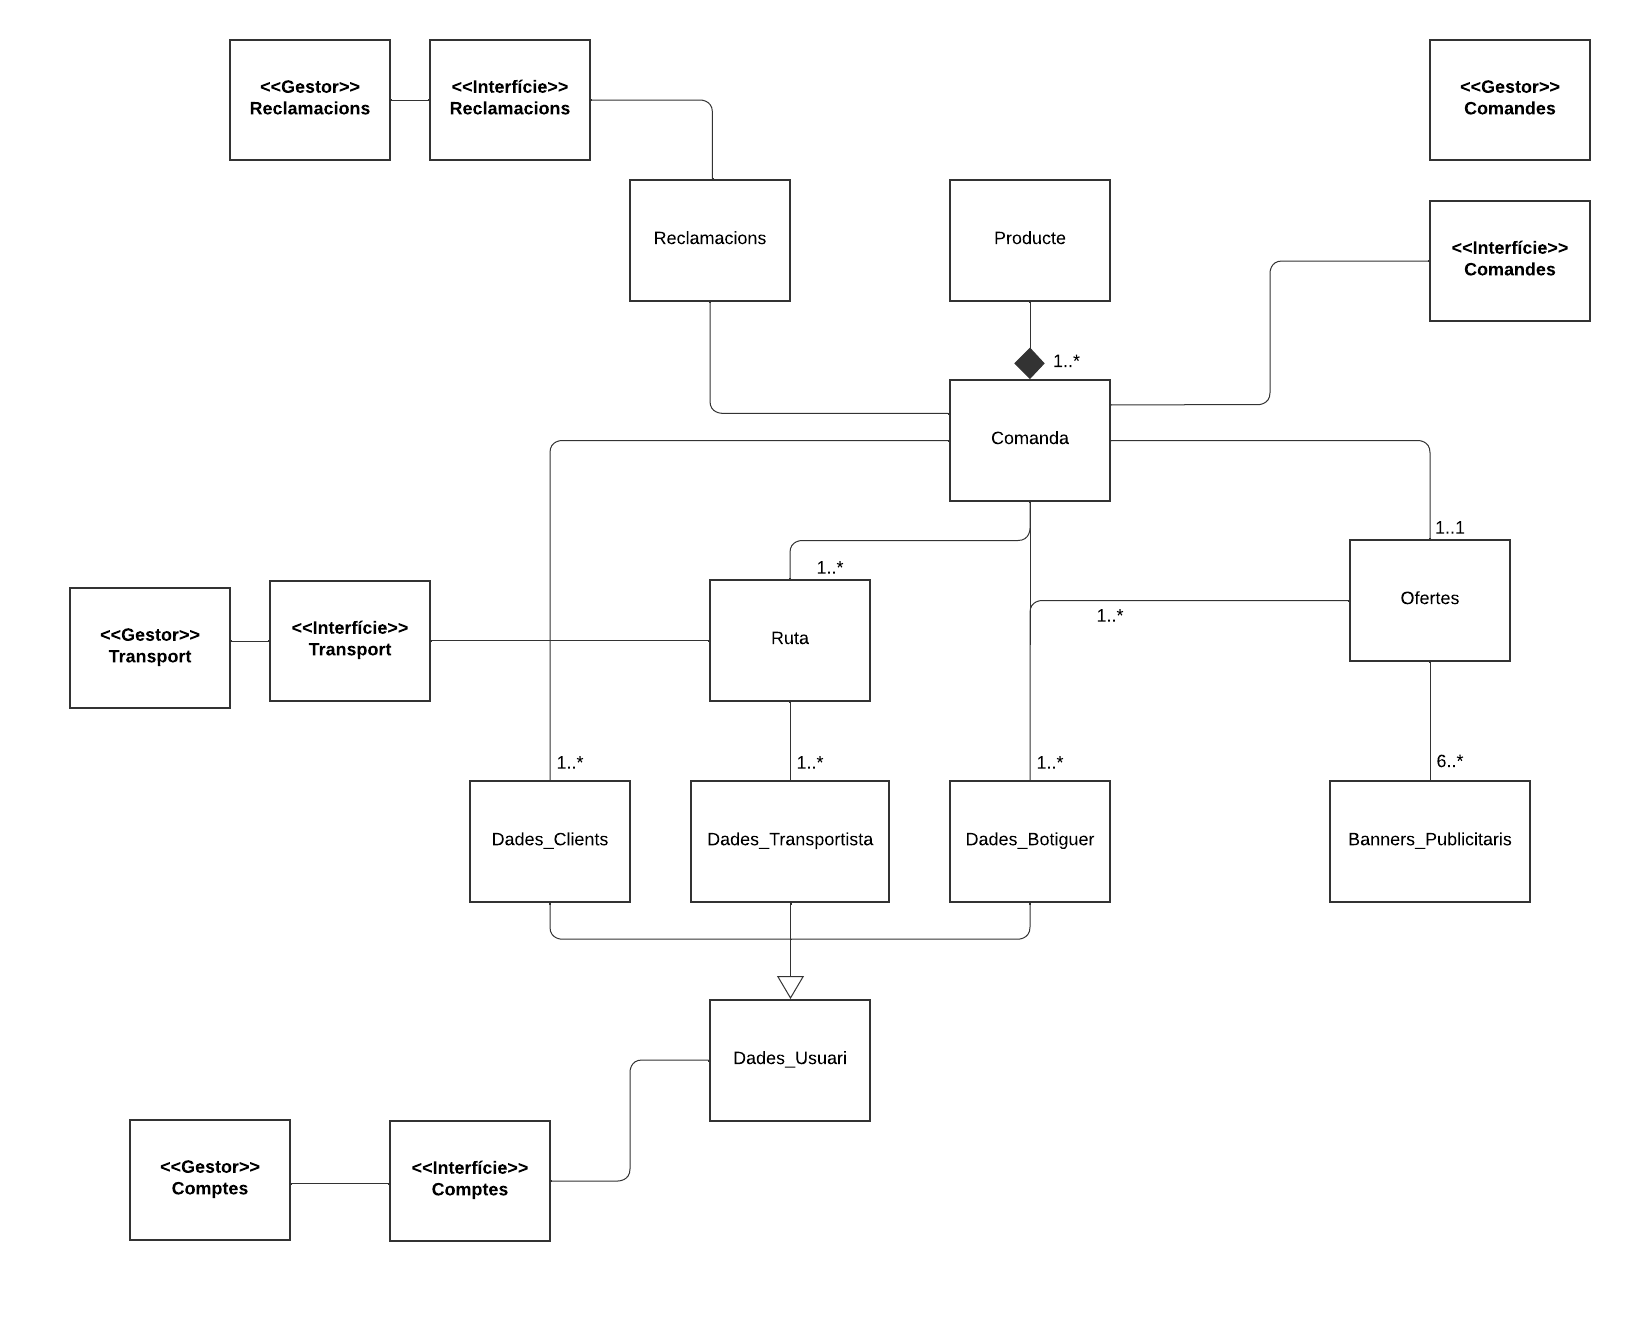 <<Gestor>>
Reclamacions
<<Interfície>>
Reclamacions
<<Gestor>>
Comandes
Reclamacions
Producte
<<Interfície>>
Comandes
1..*
Comanda
1..1
1..*
Ofertes
1..*
<<Gestor>>
Transport
<<Interfície>>
Transport
Ruta
1..*
1..*
1..*
6..*
Dades_Clients
Dades_Transportista
Dades_Botiguer
Banners_Publicitaris
Dades_Usuari
<<Gestor>>
Comptes
<<Interfície>>
Comptes